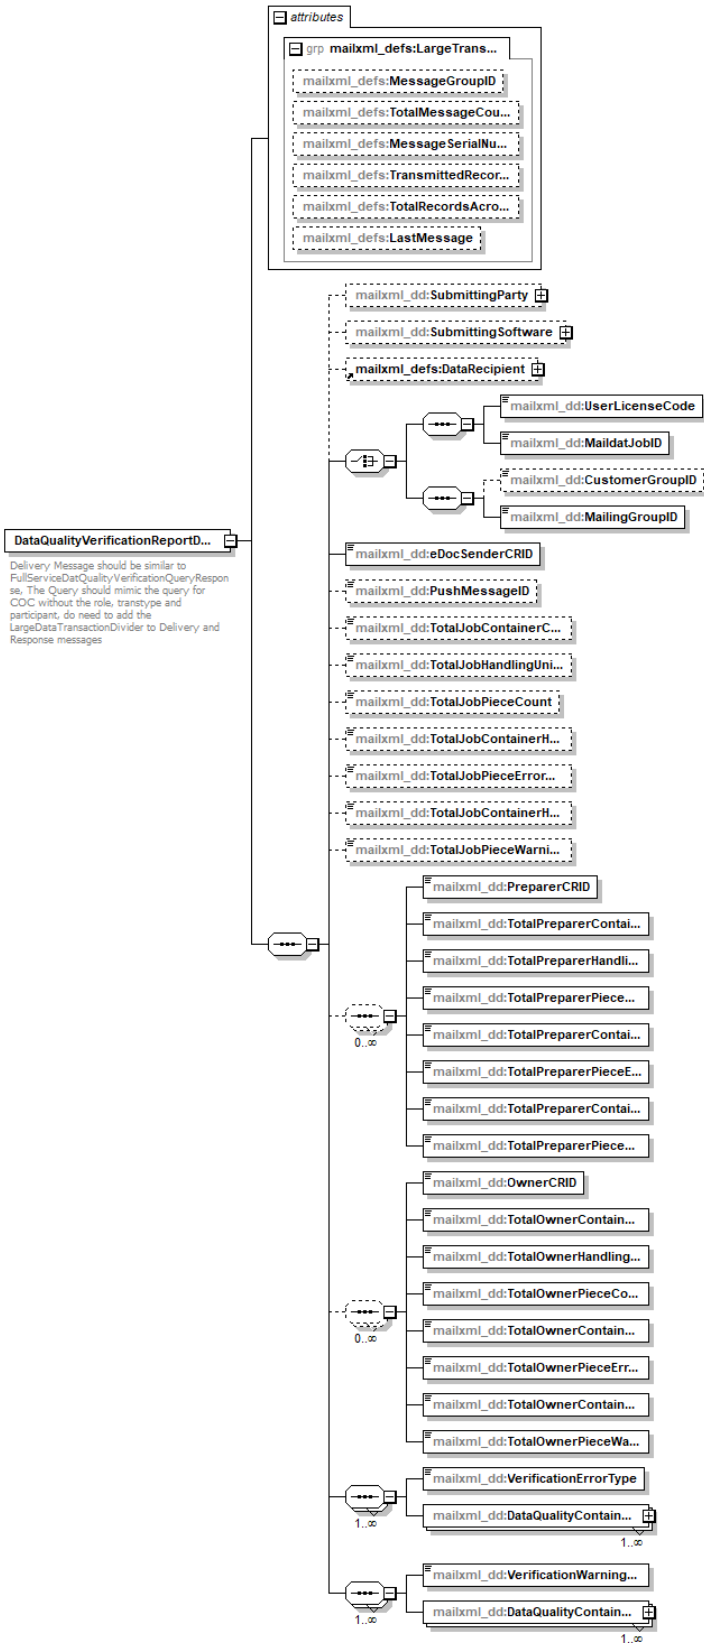 attributes
grp mailxml_defs:LargeTrans...
mailxml_defs:MessageGroupID
mailxml_defs:TotalMessageCou...
mailxml_defs:MessageSerialNu...
mailxml_defs:TransmittedRecor...
mailxml_defs:TotalRecordsAcro...
mailxml_defs:LastMessage
mailxml_dd:SubmittingParty
mailxml_dd:SubmittingSoftware
mailxml_defs:DataRecipient
mailxml_dd:UserLicenseCode
mailxml_dd:MaildatJobID
mailxml_dd:CustomerGroupID
mailxml_dd:MailingGroupID
DataQualityVerificationReportD...
Delivery Message should be similar to
FullServiceDatQualityVerificationQueryRespon
se, The Query should mimic the query for
COC without the role, transtype and
participant, do need to add the
LargeDataTransactionDivider to Delivery and
Response messages
mailxml_dd:eDocSenderCRID
mailxml_dd:PushMessageID
mailxml_dd:TotalJobContainerC...
mailxml_dd:TotalJobHandlingUni...
mailxml_dd:TotalJobPieceCount
mailxml_dd:TotalJobContainerH...
mailxml_dd:TotalJobPieceError...
mailxml_dd:TotalJobContainerH...
mailxml_dd:TotalJobPieceWarni...
mailxml_dd:PreparerCRID
mailxml_dd:TotalPreparerContai...
mailxml_dd:TotalPreparerHandli...
mailxml_dd:TotalPreparerPiece...
mailxml_dd:TotalPreparerContai...
mailxml_dd:TotalPreparerPieceE...
mailxml_dd:TotalPreparerContai...
mailxml_dd:TotalPreparerPiece...
0..∞
mailxml_dd:OwnerCRID
mailxml_dd:TotalOwnerContain...
mailxml_dd:TotalOwnerHandling...
mailxml_dd:TotalOwnerPieceCo...
mailxml_dd:TotalOwnerContain...
mailxml_dd:TotalOwnerPieceErr...
mailxml_dd:TotalOwnerContain...
mailxml_dd:TotalOwnerPieceWa...
0..∞
mailxml_dd:VerificationErrorType
mailxml_dd:DataQualityContain...
1..∞
1..∞
mailxml_dd:VerificationWarning...
mailxml_dd:DataQualityContain...
1..∞
1..∞